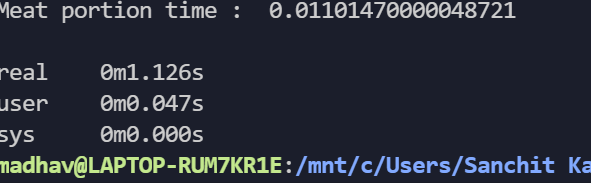 Meat portion time :  0.01101470000048721
real    0m1.126s
user    0m0.047s
sys     0m0.000s
madhav@LAPTOP-RUM7KR1E:/mnt/c/Users/Sanchit Ka